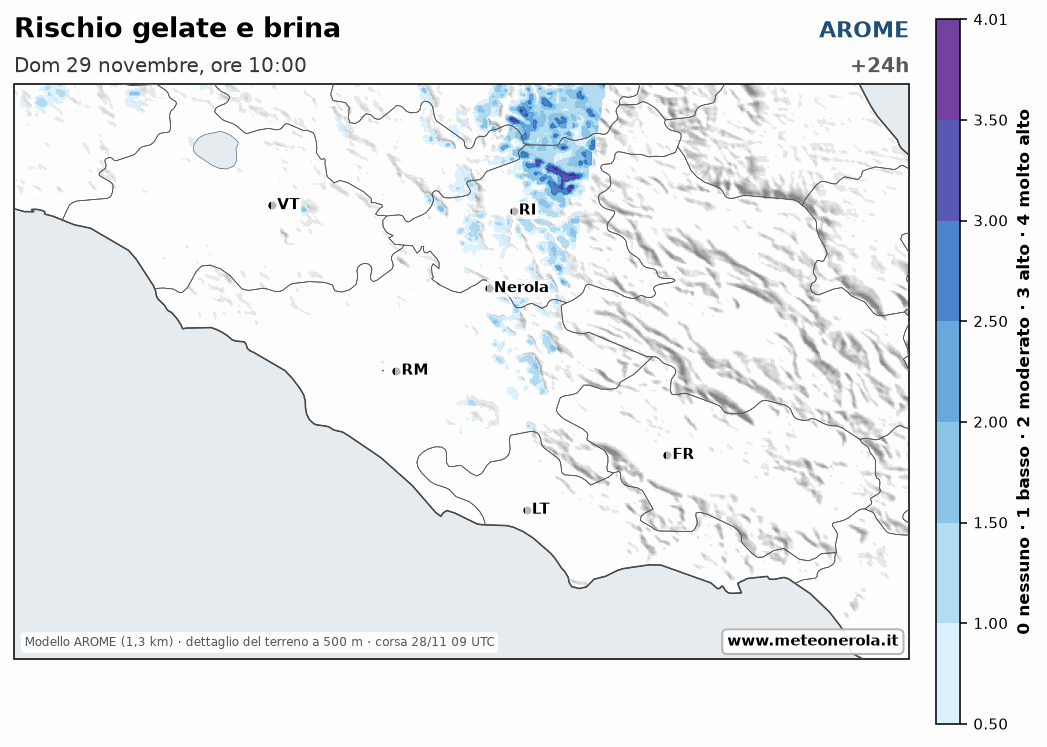 Rischio gelate e brina
AROME
Dom 29 novembre, ore 10:00
+24h
VT
RI
Nerola
RM
FR
LT
Modello AROME (1,3 km) · dettaglio del terreno a 500 m · corsa 28/11 09 UTC
www.meteonerola.it
4.01
3.50
3.00
2.50
2.00
1.50
1.00
0.50
0 nessuno · 1 basso · 2 moderato · 3 alto · 4 molto alto